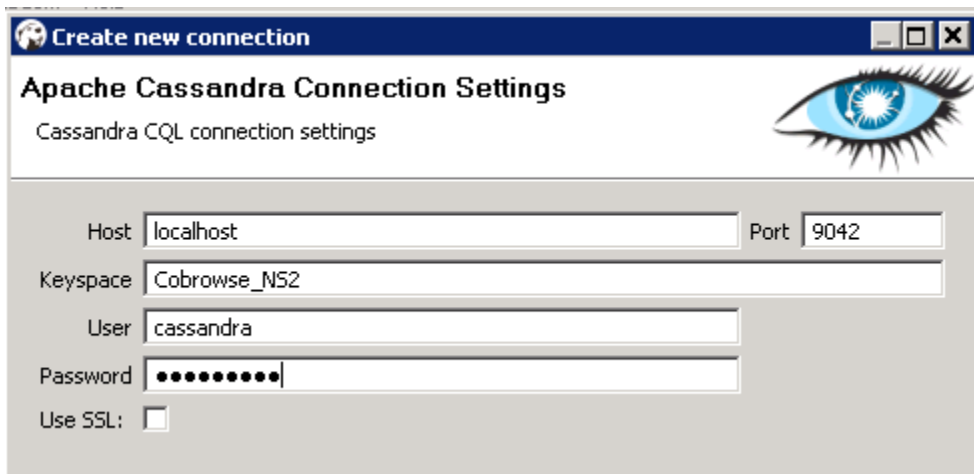 Create new connection
Apache Cassandra Connection Settings
Cassandra CQL connection settings
Host localhost Port 9042
Keyspace Cobrowse_NS2
User cassandra
Password ●●●●●●●●●
Use SSL: